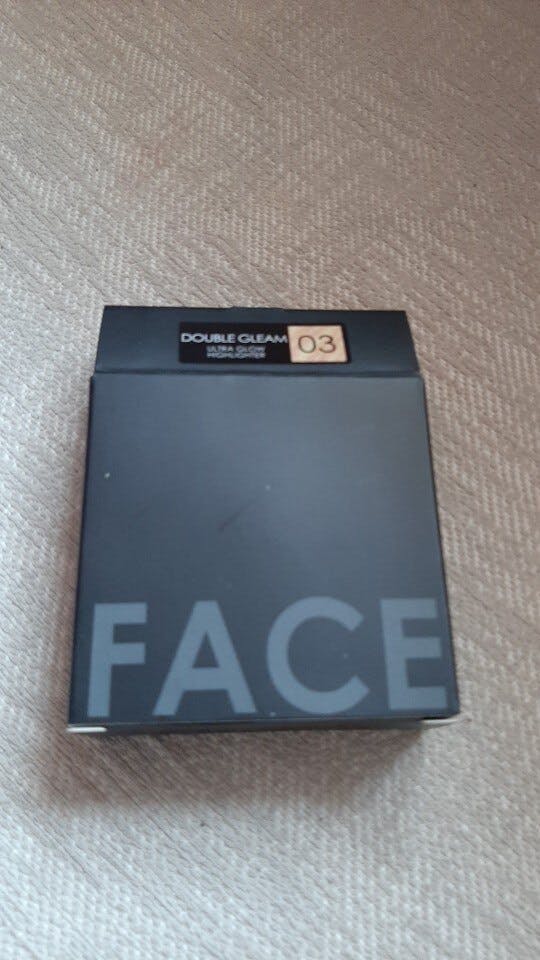 DOUBLE GLEAM 03
ULTRA GLOW
HIGHLIGHTER
FACE